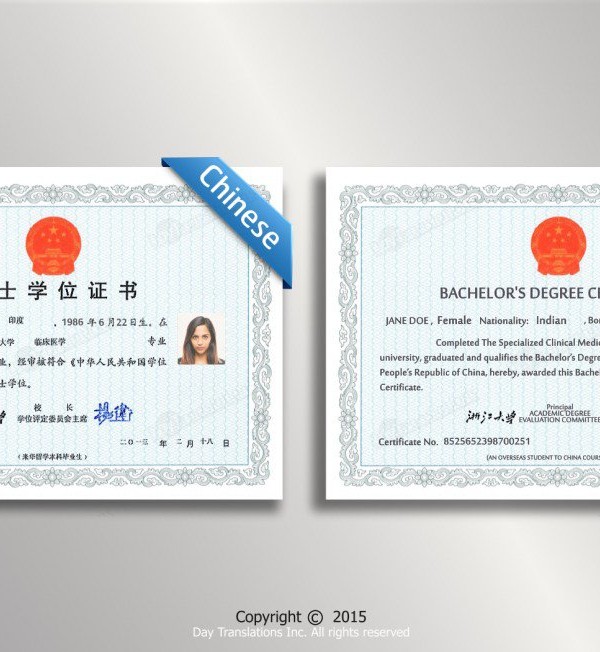 Chinese
士学位证书
印度 , 1986 年 6 月 22 日生。在
大学 临床医学 专业
业, 经审核符合《中华人民共和国学位
士学位。
校 长
学位评定委员会主席
二〇一三 年 二 月 十八 日
(来华留学本科毕业生)
BACHELOR'S DEGREE CE
JANE DOE , Female Nationality: Indian , Bor
Completed The Specialized Clinical Medic
university, graduated and qualifies the Bachelor's Degree
People's Republic of China, hereby, awarded this Bachel
Certificate.
浙江大学
Principal
ACADEMIC DEGREE
EVALUATION COMMITTEE
Certificate No. 8525652398700251
(AN OVERSEAS STUDENT TO CHINA COURS
Copyright © 2015
Day Translations Inc. All rights reserved